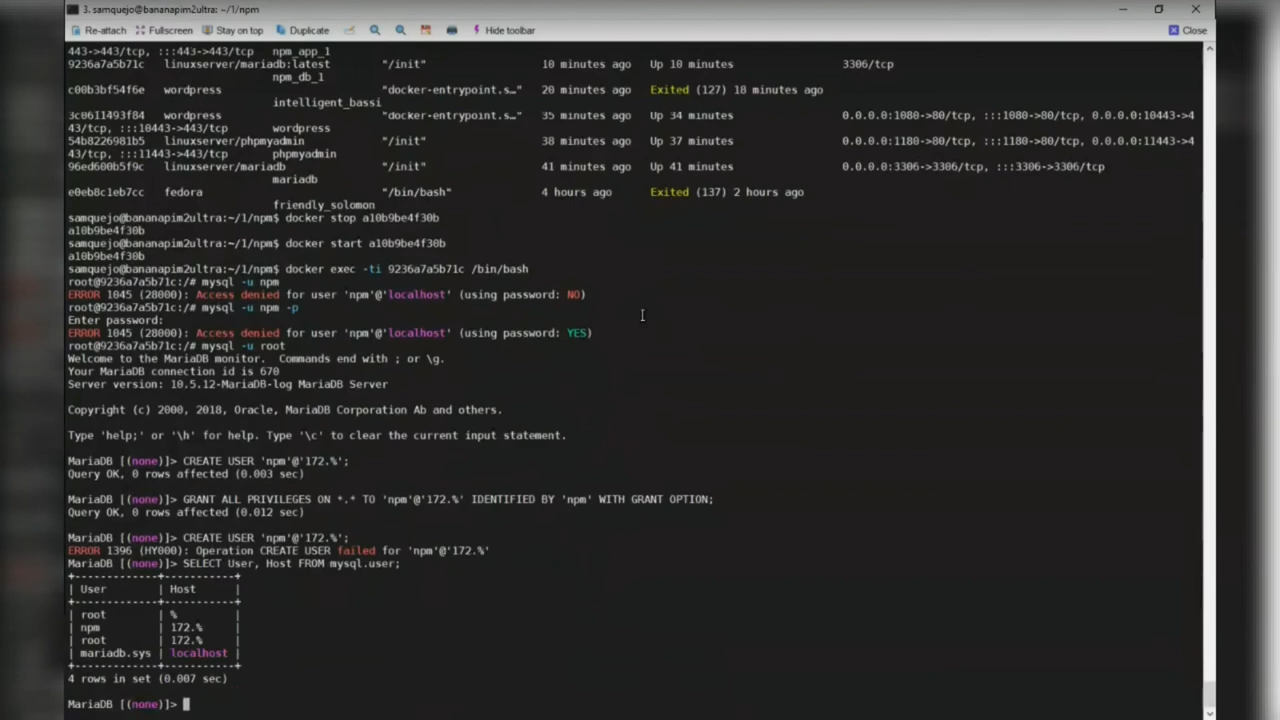 3. samquejo@bananapim2ultra:~/1/npm
Re-attach Fullscreen Stay on top Duplicate Hide toolbar Close
443->443/tcp, :::443->443/tcp   npm_app_1
9236a7a5b71c   linuxserver/mariadb:latest   "/init"   10 minutes ago   Up 10 minutes   3306/tcp
npm_db_1
c00b3bf54f6e   wordpress   "docker-entrypoint.s…"   20 minutes ago   Exited (127) 18 minutes ago
intelligent_bassi
3c0611493f84   wordpress   "docker-entrypoint.s…"   35 minutes ago   Up 34 minutes   0.0.0.0:1080->80/tcp, :::1080->80/tcp, 0.0.0.0:10443->4
43/tcp, :::10443->443/tcp   wordpress
54b8226981b5   linuxserver/phpmyadmin   "/init"   38 minutes ago   Up 37 minutes   0.0.0.0:1180->80/tcp, :::1180->80/tcp, 0.0.0.0:11443->4
43/tcp, :::11443->443/tcp   phpmyadmin
96ed600b5f9c   linuxserver/mariadb   "/init"   41 minutes ago   Up 41 minutes   0.0.0.0:3306->3306/tcp, :::3306->3306/tcp
mariadb
e0eb8c1eb7cc   fedora   "/bin/bash"   4 hours ago   Exited (137) 2 hours ago
friendly_solomon
samquejo@bananapim2ultra:~/1/npm$ docker stop a10b9be4f30b
a10b9be4f30b
samquejo@bananapim2ultra:~/1/npm$ docker start a10b9be4f30b
a10b9be4f30b
samquejo@bananapim2ultra:~/1/npm$ docker exec -ti 9236a7a5b71c /bin/bash
root@9236a7a5b71c:/# mysql -u npm
ERROR 1045 (28000): Access denied for user 'npm'@'localhost' (using password: NO)
root@9236a7a5b71c:/# mysql -u npm -p
Enter password:
ERROR 1045 (28000): Access denied for user 'npm'@'localhost' (using password: YES)
root@9236a7a5b71c:/# mysql -u root
Welcome to the MariaDB monitor.  Commands end with ; or \g.
Your MariaDB connection id is 670
Server version: 10.5.12-MariaDB-log MariaDB Server
Copyright (c) 2000, 2018, Oracle, MariaDB Corporation Ab and others.
Type 'help;' or '\h' for help. Type '\c' to clear the current input statement.
MariaDB [(none)]> CREATE USER 'npm'@'172.%';
Query OK, 0 rows affected (0.003 sec)
MariaDB [(none)]> GRANT ALL PRIVILEGES ON *.* TO 'npm'@'172.%' IDENTIFIED BY 'npm' WITH GRANT OPTION;
Query OK, 0 rows affected (0.012 sec)
MariaDB [(none)]> CREATE USER 'npm'@'172.%';
ERROR 1396 (HY000): Operation CREATE USER failed for 'npm'@'172.%'
MariaDB [(none)]> SELECT User, Host FROM mysql.user;
+-------------+-----------+
| User        | Host      |
+-------------+-----------+
| root        | %         |
| npm         | 172.%     |
| root        | 172.%     |
| mariadb.sys | localhost |
+-------------+-----------+
4 rows in set (0.007 sec)
MariaDB [(none)]>